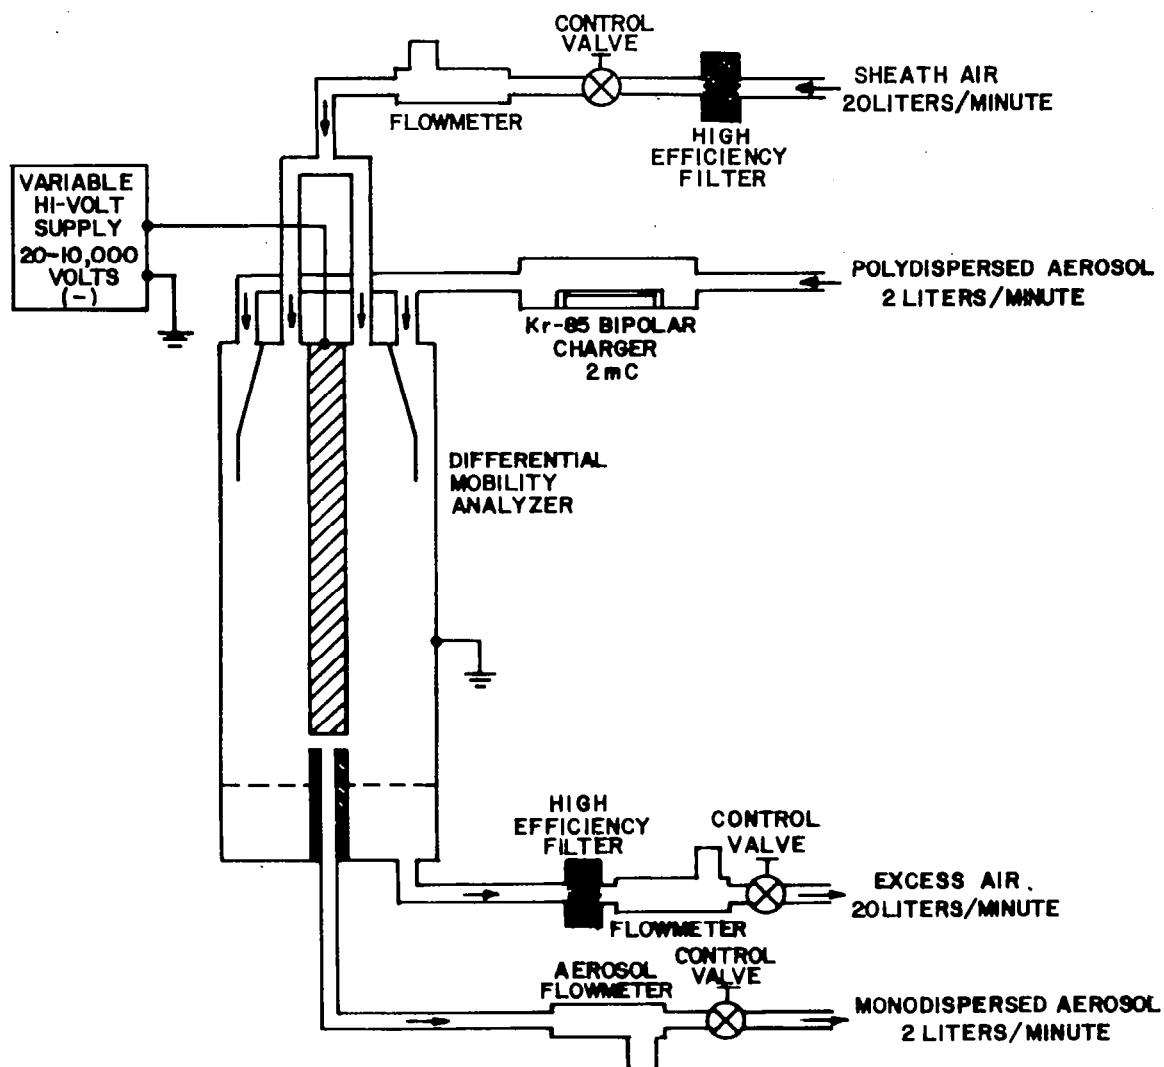 CONTROL
VALVE
SHEATH AIR
20LITERS/MINUTE
FLOWMETER
HIGH
EFFICIENCY
FILTER
VARIABLE
HI-VOLT
SUPPLY
20-10,000
VOLTS
(-)
POLYDISPERSED AEROSOL
2 LITERS/MINUTE
Kr-85 BIPOLAR
CHARGER
2mC
DIFFERENTIAL
MOBILITY
ANALYZER
HIGH
EFFICIENCY
FILTER
CONTROL
VALVE
EXCESS AIR
20LITERS/MINUTE
FLOWMETER
AEROSOL
FLOWMETER
CONTROL
VALVE
MONODISPERSED AEROSOL
2 LITERS/MINUTE